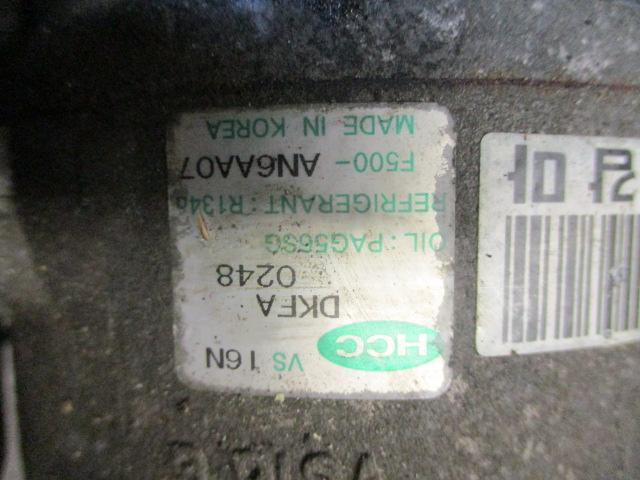 HCC VS 16N
DKFA
0248
OIL : PAG56SG
REFRIGERANT : R134a
F500-AN6AA07
MADE IN KOREA